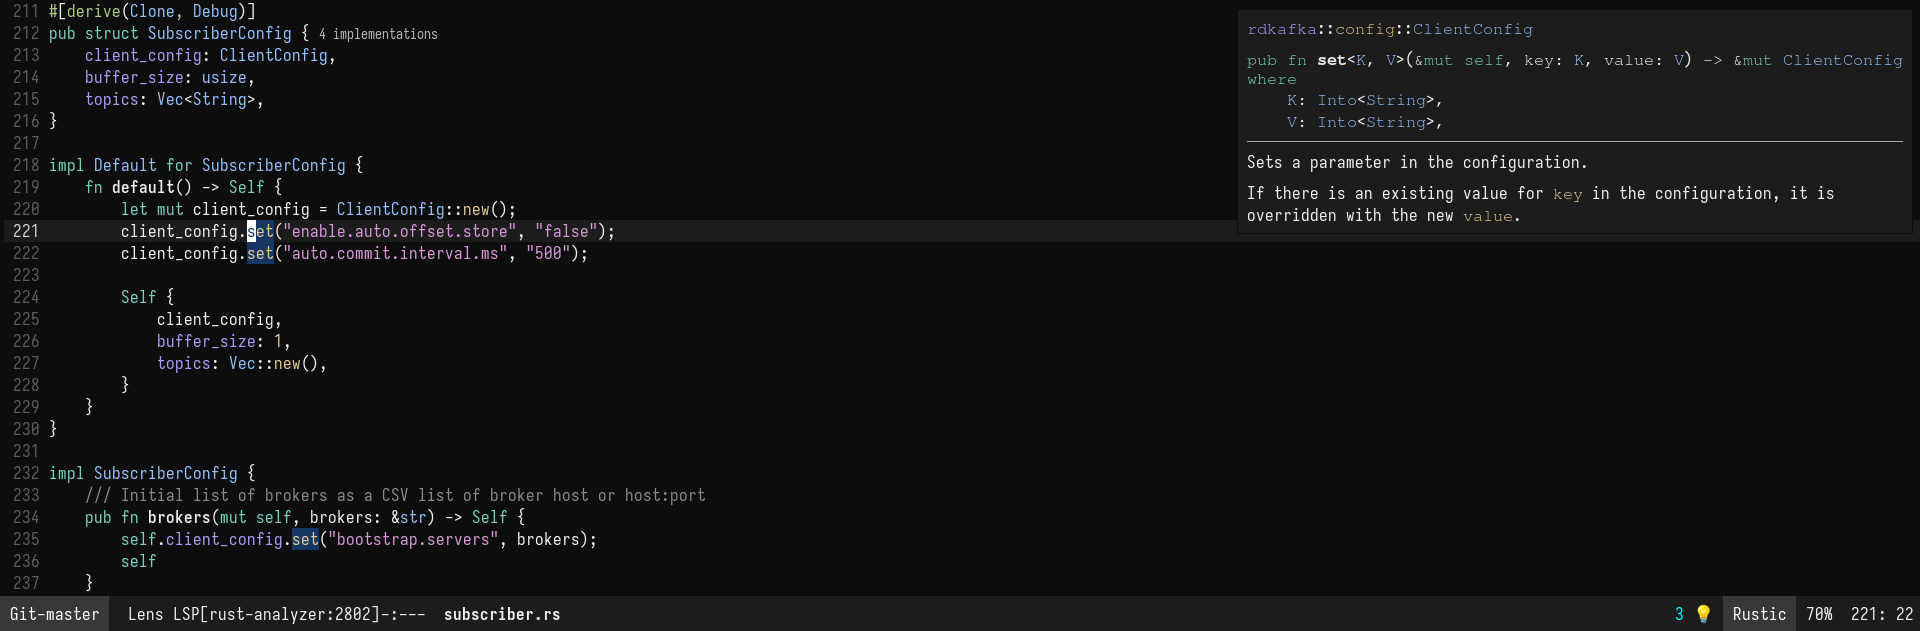 211 #[derive(Clone, Debug)]
212 pub struct SubscriberConfig { 4 implementations
213     client_config: ClientConfig,
214     buffer_size: usize,
215     topics: Vec<String>,
216 }
217
218 impl Default for SubscriberConfig {
219     fn default() -> Self {
220         let mut client_config = ClientConfig::new();
221         client_config.set("enable.auto.offset.store", "false");
222         client_config.set("auto.commit.interval.ms", "500");
223
224         Self {
225             client_config,
226             buffer_size: 1,
227             topics: Vec::new(),
228         }
229     }
230 }
231
232 impl SubscriberConfig {
233     /// Initial list of brokers as a CSV list of broker host or host:port
234     pub fn brokers(mut self, brokers: &str) -> Self {
235         self.client_config.set("bootstrap.servers", brokers);
236         self
237     }
rdkafka::config::ClientConfig
pub fn set<K, V>(&mut self, key: K, value: V) -> &mut ClientConfig
where
    K: Into<String>,
    V: Into<String>,
Sets a parameter in the configuration.
If there is an existing value for key in the configuration, it is
overridden with the new value.
Git-master  Lens LSP[rust-analyzer:2802]-:---  subscriber.rs  3 💡 Rustic 70% 221: 22